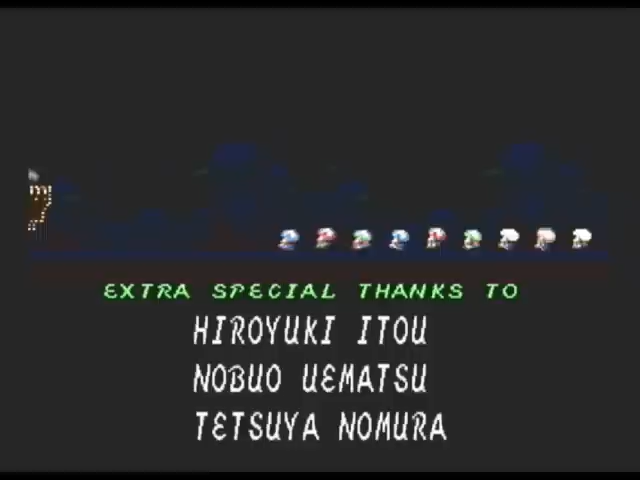 EXTRA SPECIAL THANKS TO
HIROYUKI ITOU
NOBUO UEMATSU
TETSUYA NOMURA